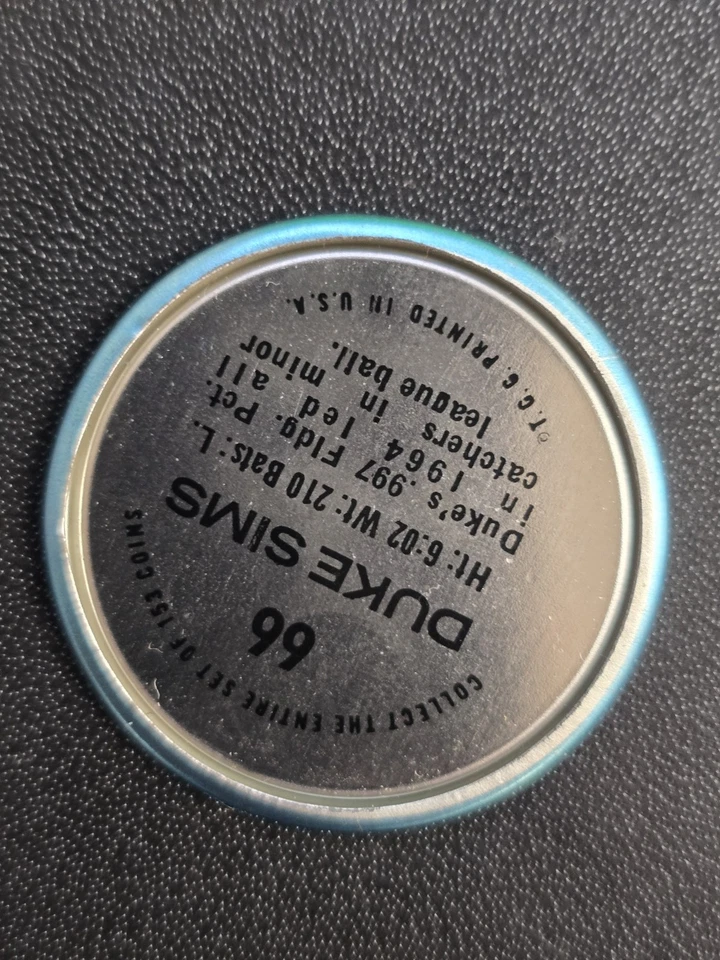 COLLECT THE ENTIRE SET OF 153 COINS
66
DUKE SIMS
Ht: 6:02 Wt: 210 Bats: L.
Duke's .997 Fldg. Pct.
in 1964 led all
catchers in minor
league ball.
©T.C.G. PRINTED IN U.S.A.